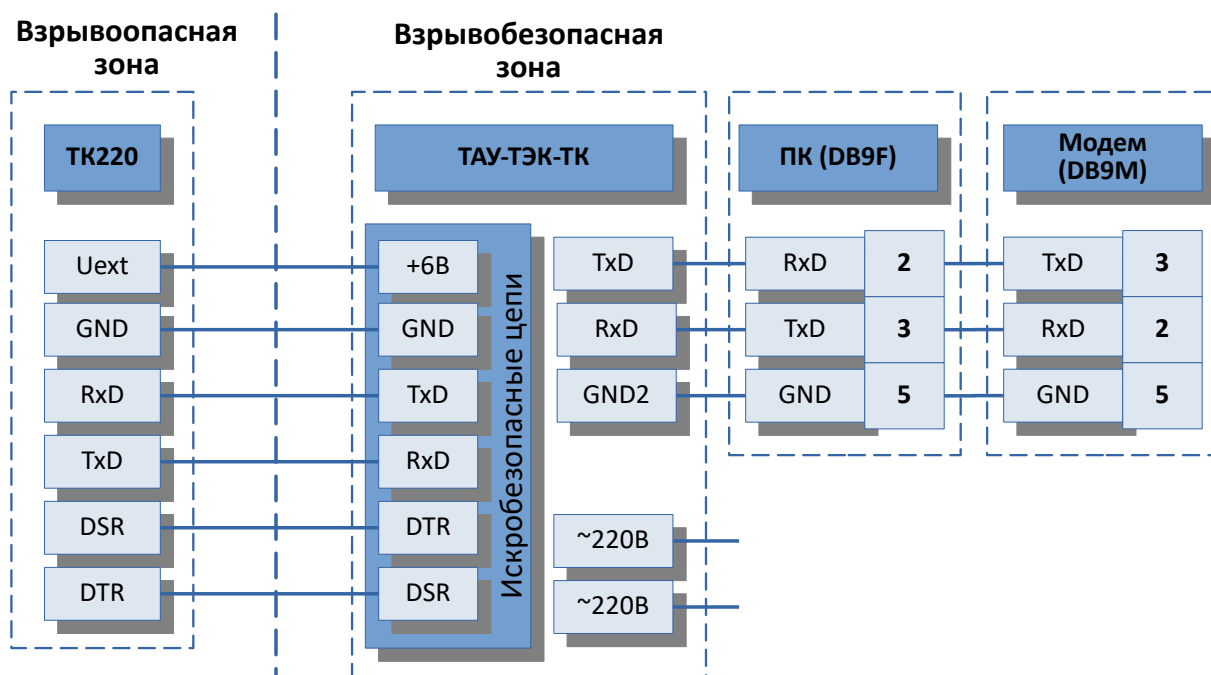 Взрывоопасная
зона
Взрывобезопасная
зона
ТК220
ТАУ-ТЭК-ТК
ПК (DB9F)
Модем
(DB9M)
Uext
+6В
TxD
RxD
2
TxD
3
GND
GND
RxD
TxD
3
RxD
2
RxD
TxD
GND2
GND
5
GND
5
TxD
RxD
DSR
DTR
~220В
DTR
DSR
~220В
Искробезопасные цепи